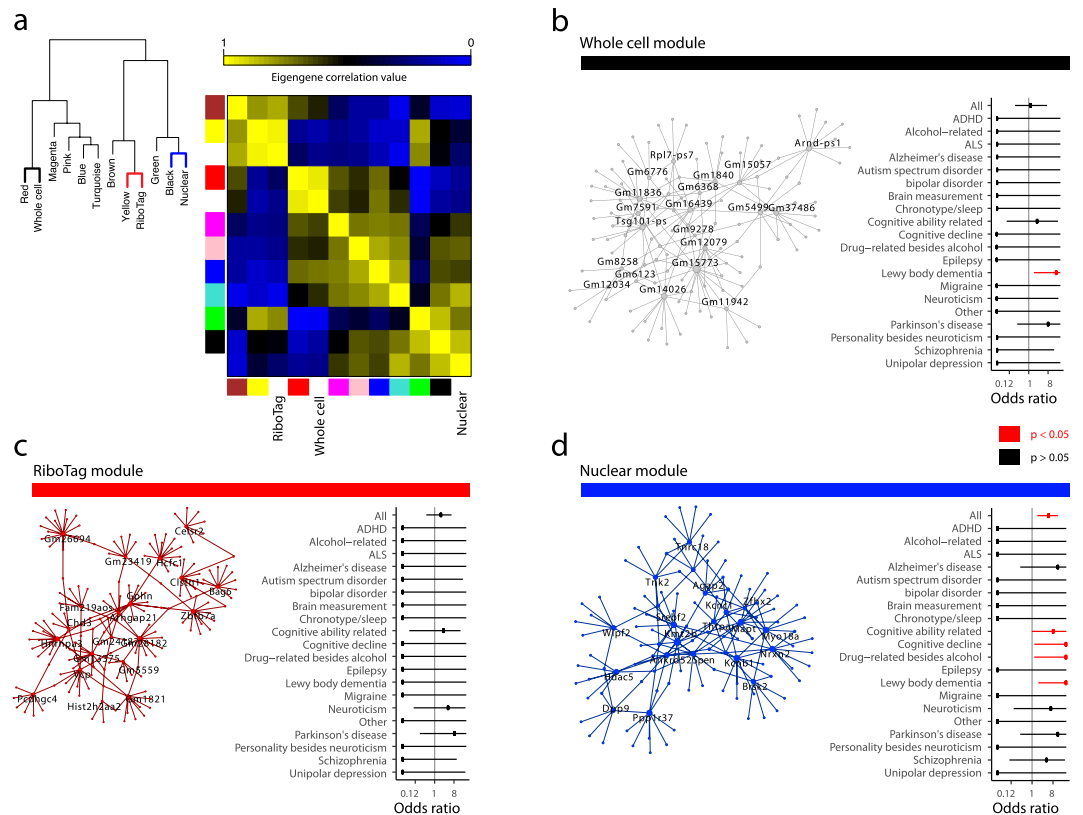 a
1
0
Eigengene correlation value
Red
Whole cell
Magenta
Pink
Blue
Turquoise
Brown
Yellow
RiboTag
Green
Black
Nuclear
RiboTag
Whole cell
Nuclear
b
Whole cell module
Arnd-ps1
Rpl7-ps7
Gm6776
Gm15057
Gm1840
Gm6368
Gm11836
Gm7591
Gm16439
Gm5499
Gm37486
Tsg101-ps
Gm9278
Gm12079
Gm8258
Gm15773
Gm6123
Gm12034
Gm14026
Gm11942
All
ADHD
Alcohol−related
ALS
Alzheimer's disease
Autism spectrum disorder
bipolar disorder
Brain measurement
Chronotype/sleep
Cognitive ability related
Cognitive decline
Drug−related besides alcohol
Epilepsy
Lewy body dementia
Migraine
Neuroticism
Other
Parkinson's disease
Personality besides neuroticism
Schizophrenia
Unipolar depression
0.12 1 8
Odds ratio
p < 0.05
p > 0.05
c
RiboTag module
Gm26694
Celsr2
Gm23419
Hcfc1
Clstn1
Bag6
Gphn
Fam219aos
Arhgap21
Zbtb7a
Chd3
Gm28182
Gm5559
Pcdhgc4
Gm1821
Hist2h2aa2
All
ADHD
Alcohol−related
ALS
Alzheimer's disease
Autism spectrum disorder
bipolar disorder
Brain measurement
Chronotype/sleep
Cognitive ability related
Cognitive decline
Drug−related besides alcohol
Epilepsy
Lewy body dementia
Migraine
Neuroticism
Other
Parkinson's disease
Personality besides neuroticism
Schizophrenia
Unipolar depression
0.12 1 8
Odds ratio
d
Nuclear module
Tnrc18
Tnk2
Agap2
Kcnc1
Zfhx2
Wipf2
Myo18a
Nrxn2
Kcnb1
Hdac5
Brsk2
Dpp9
Ppp1r37
All
ADHD
Alcohol−related
ALS
Alzheimer's disease
Autism spectrum disorder
bipolar disorder
Brain measurement
Chronotype/sleep
Cognitive ability related
Cognitive decline
Drug−related besides alcohol
Epilepsy
Lewy body dementia
Migraine
Neuroticism
Other
Parkinson's disease
Personality besides neuroticism
Schizophrenia
Unipolar depression
0.12 1 8
Odds ratio